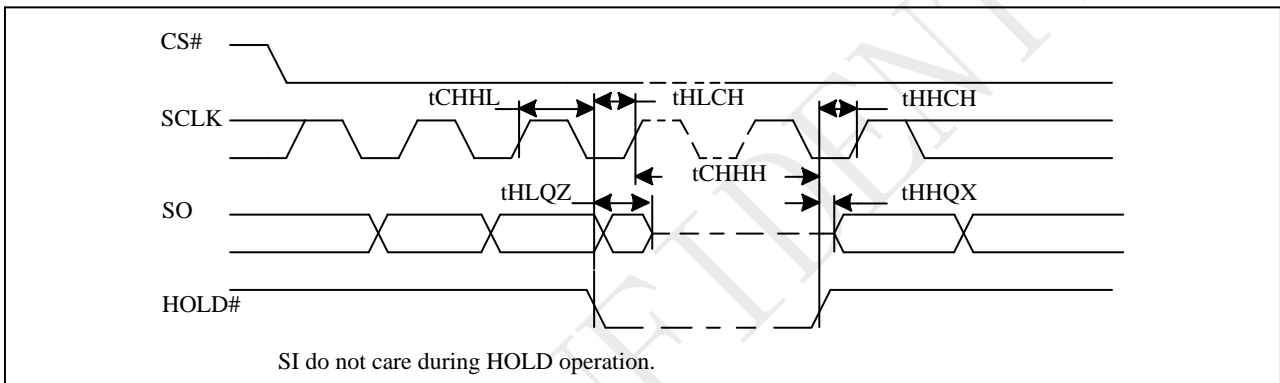 CS#
tCHHL tHLCH tHHCH
SCLK
tCHHH
tHLQZ tHHQX
SO
HOLD#
SI do not care during HOLD operation.